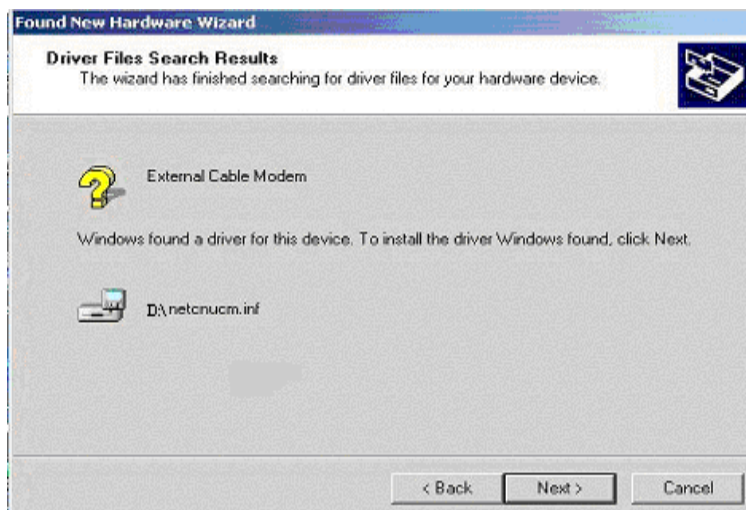 Found New Hardware Wizard
Driver Files Search Results
The wizard has finished searching for driver files for your hardware device.
External Cable Modem
Windows found a driver for this device. To install the driver Windows found, click Next.
D:\netcnucm.inf
< Back
Next >
Cancel